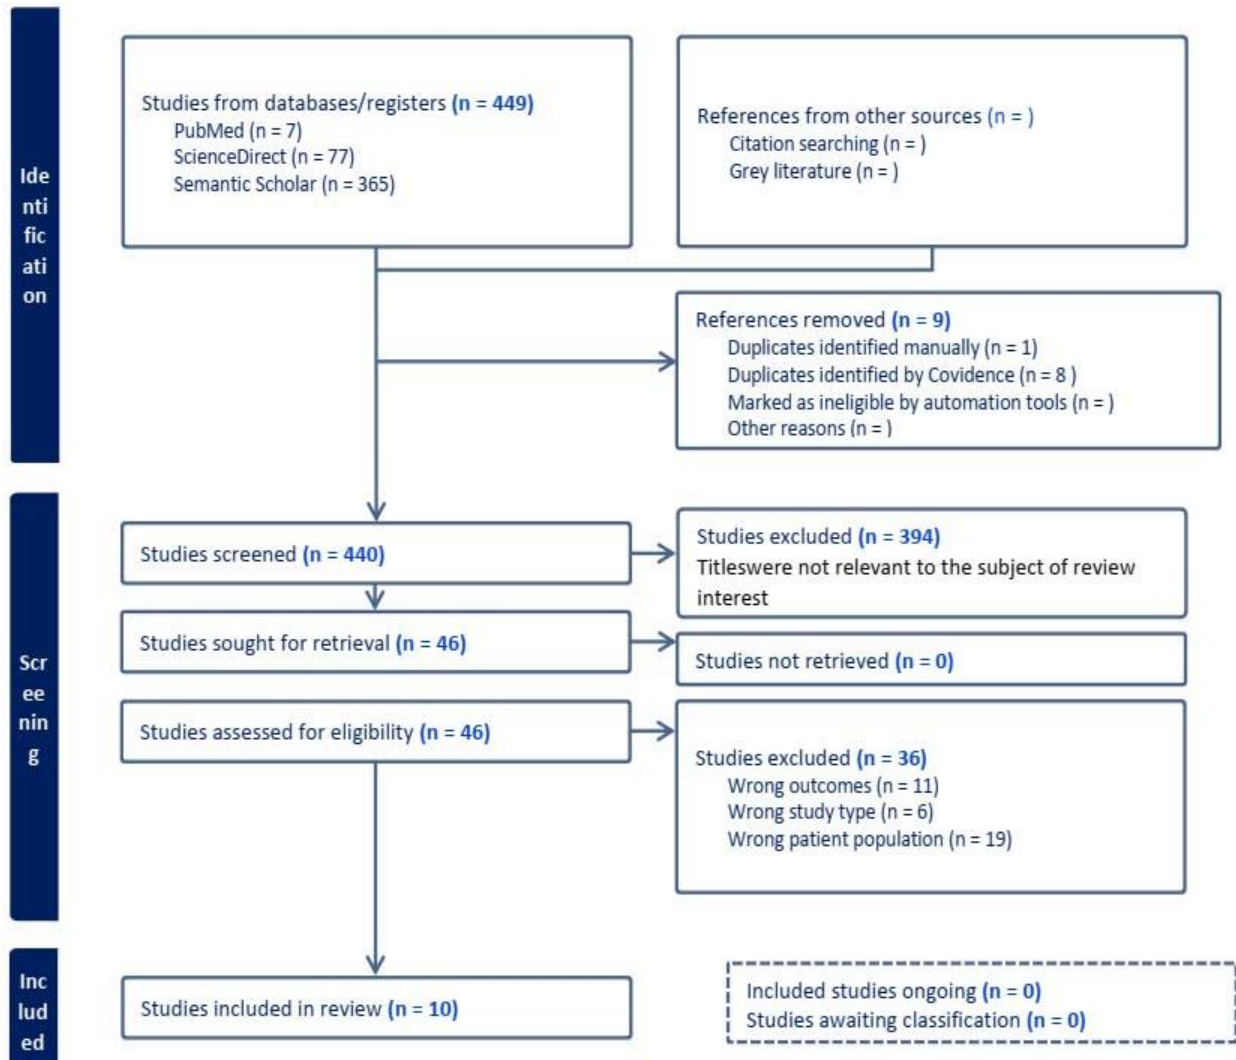 Ide
nti
fic
ati
on
Studies from databases/registers (n = 449)
PubMed (n = 7)
ScienceDirect (n = 77)
Semantic Scholar (n = 365)
References from other sources (n = )
Citation searching (n = )
Grey literature (n = )
References removed (n = 9)
Duplicates identified manually (n = 1)
Duplicates identified by Covidence (n = 8 )
Marked as ineligible by automation tools (n = )
Other reasons (n = )
Scr
ee
nin
g
Studies screened (n = 440)
Studies excluded (n = 394)
Titleswere not relevant to the subject of review
interest
Studies sought for retrieval (n = 46)
Studies not retrieved (n = 0)
Studies assessed for eligibility (n = 46)
Studies excluded (n = 36)
Wrong outcomes (n = 11)
Wrong study type (n = 6)
Wrong patient population (n = 19)
Inc
lud
ed
Studies included in review (n = 10)
Included studies ongoing (n = 0)
Studies awaiting classification (n = 0)